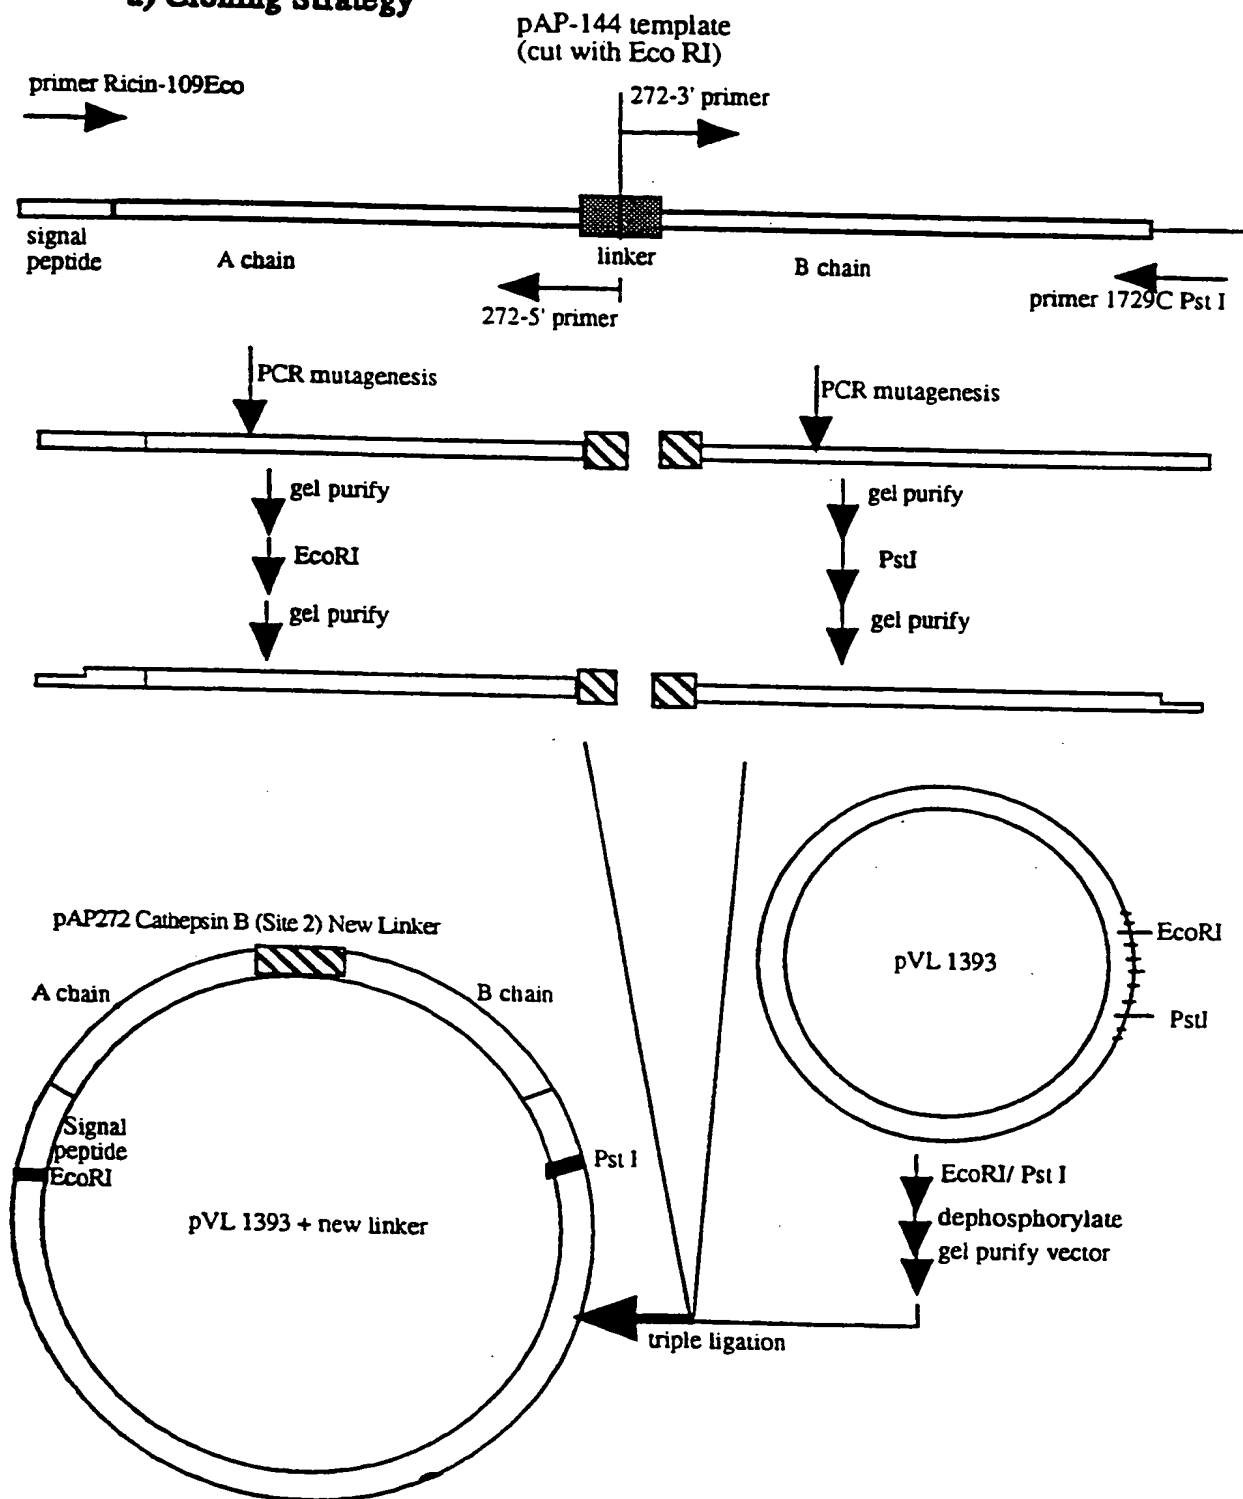 a) Cloning Strategy
pAP-144 template
(cut with Eco RI)
primer Ricin-109Eco
272-3' primer
signal
peptide
A chain
linker
B chain
272-5' primer
primer 1729C Pst I
PCR mutagenesis
PCR mutagenesis
gel purify
gel purify
EcoRI
PstI
gel purify
gel purify
pAP272 Cathepsin B (Site 2) New Linker
A chain
B chain
pVL 1393
EcoRI
PstI
Signal
peptide
EcoRI
Pst I
pVL 1393 + new linker
EcoRI/ Pst I
dephosphorylate
gel purify vector
triple ligation